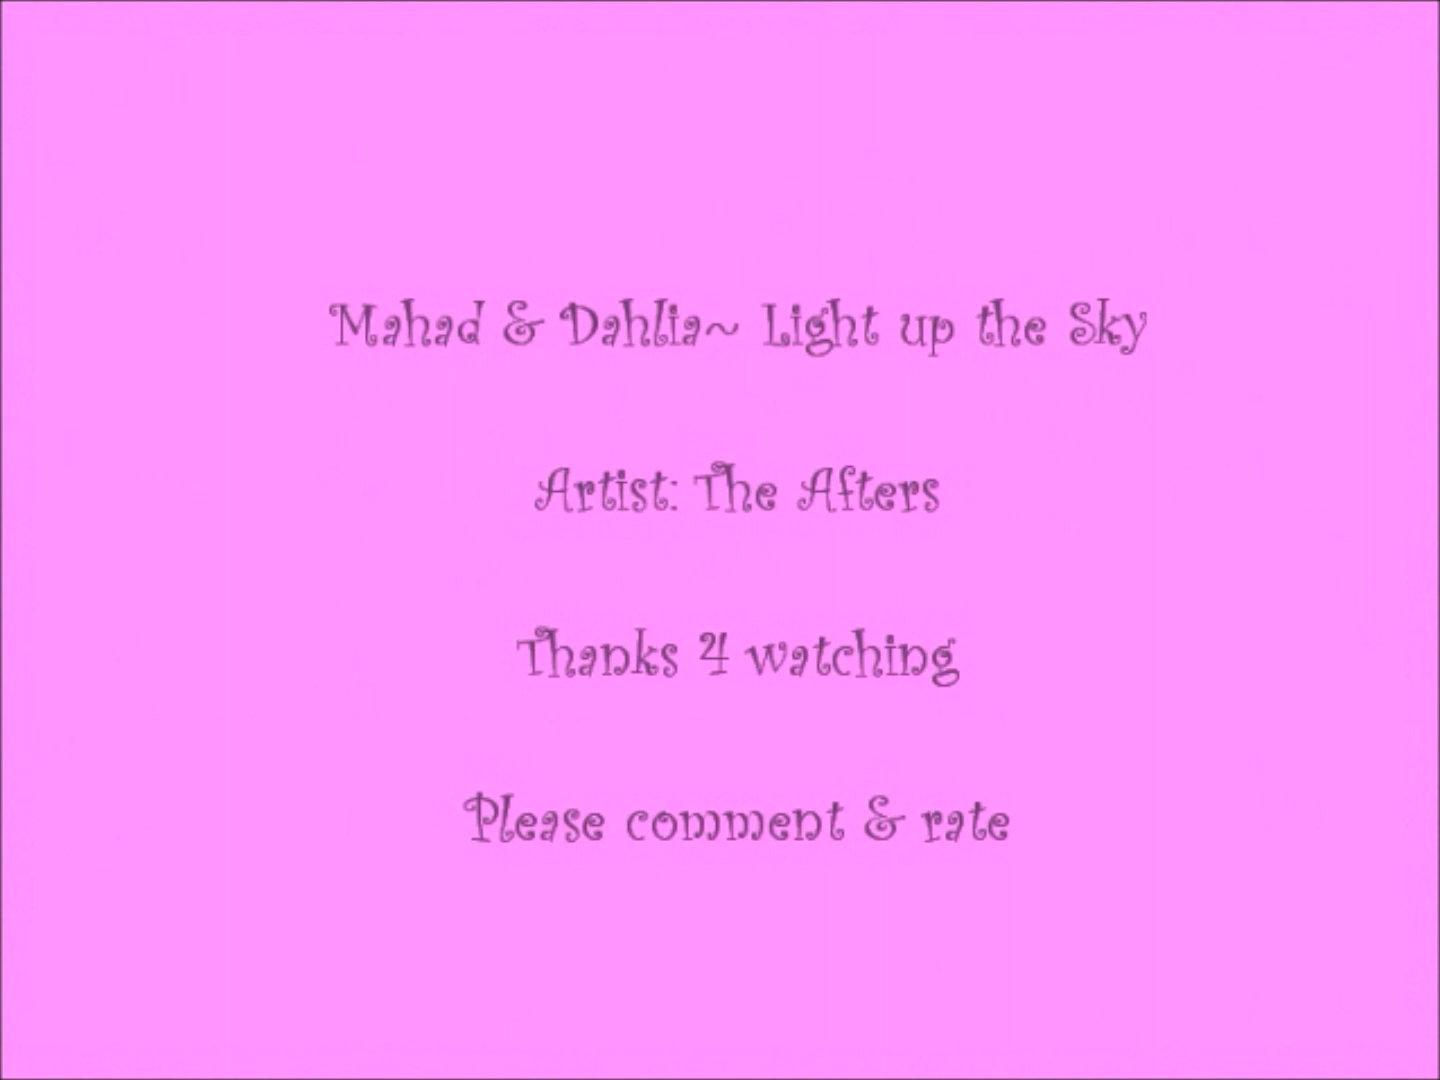 Mahad & Dahlia~ Light up the Sky
Artist: The Afters
Thanks 4 watching
Please comment & rate